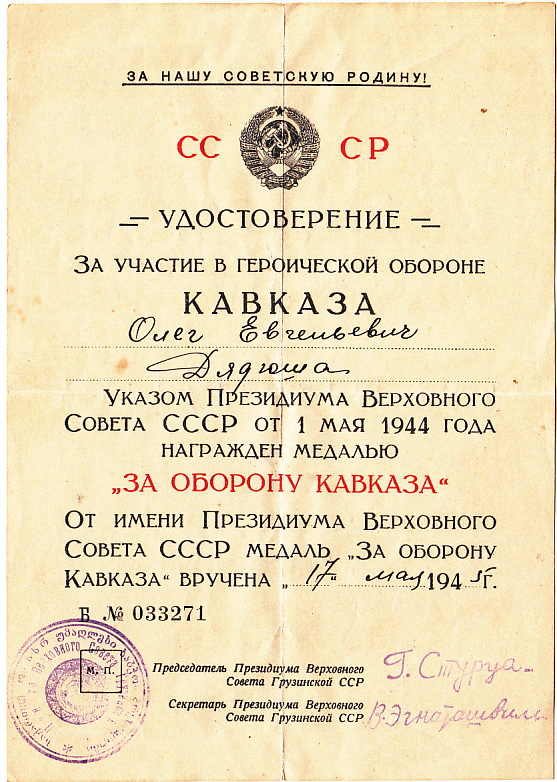 ЗА НАШУ СОВЕТСКУЮ РОДИНУ!
СС СР
УДОСТОВЕРЕНИЕ
ЗА УЧАСТИЕ В ГЕРОИЧЕСКОЙ ОБОРОНЕ
КАВКАЗА
Олег Евгеньевич
Дядюша
УКАЗОМ ПРЕЗИДИУМА ВЕРХОВНОГО
СОВЕТА СССР ОТ 1 МАЯ 1944 ГОДА
НАГРАЖДЕН МЕДАЛЬЮ
„ЗА ОБОРОНУ КАВКАЗА“
ОТ ИМЕНИ ПРЕЗИДИУМА ВЕРХОВНОГО
СОВЕТА СССР МЕДАЛЬ „ЗА ОБОРОНУ
КАВКАЗА“ ВРУЧЕНА „17“ мая 1945г.
Б № 033271
М. П.
Председатель Президиума Верховного
Совета Грузинской ССР
Г. Стуруа
Секретарь Президиума Верховного
Совета Грузинской ССР
В. Эгнаташвили